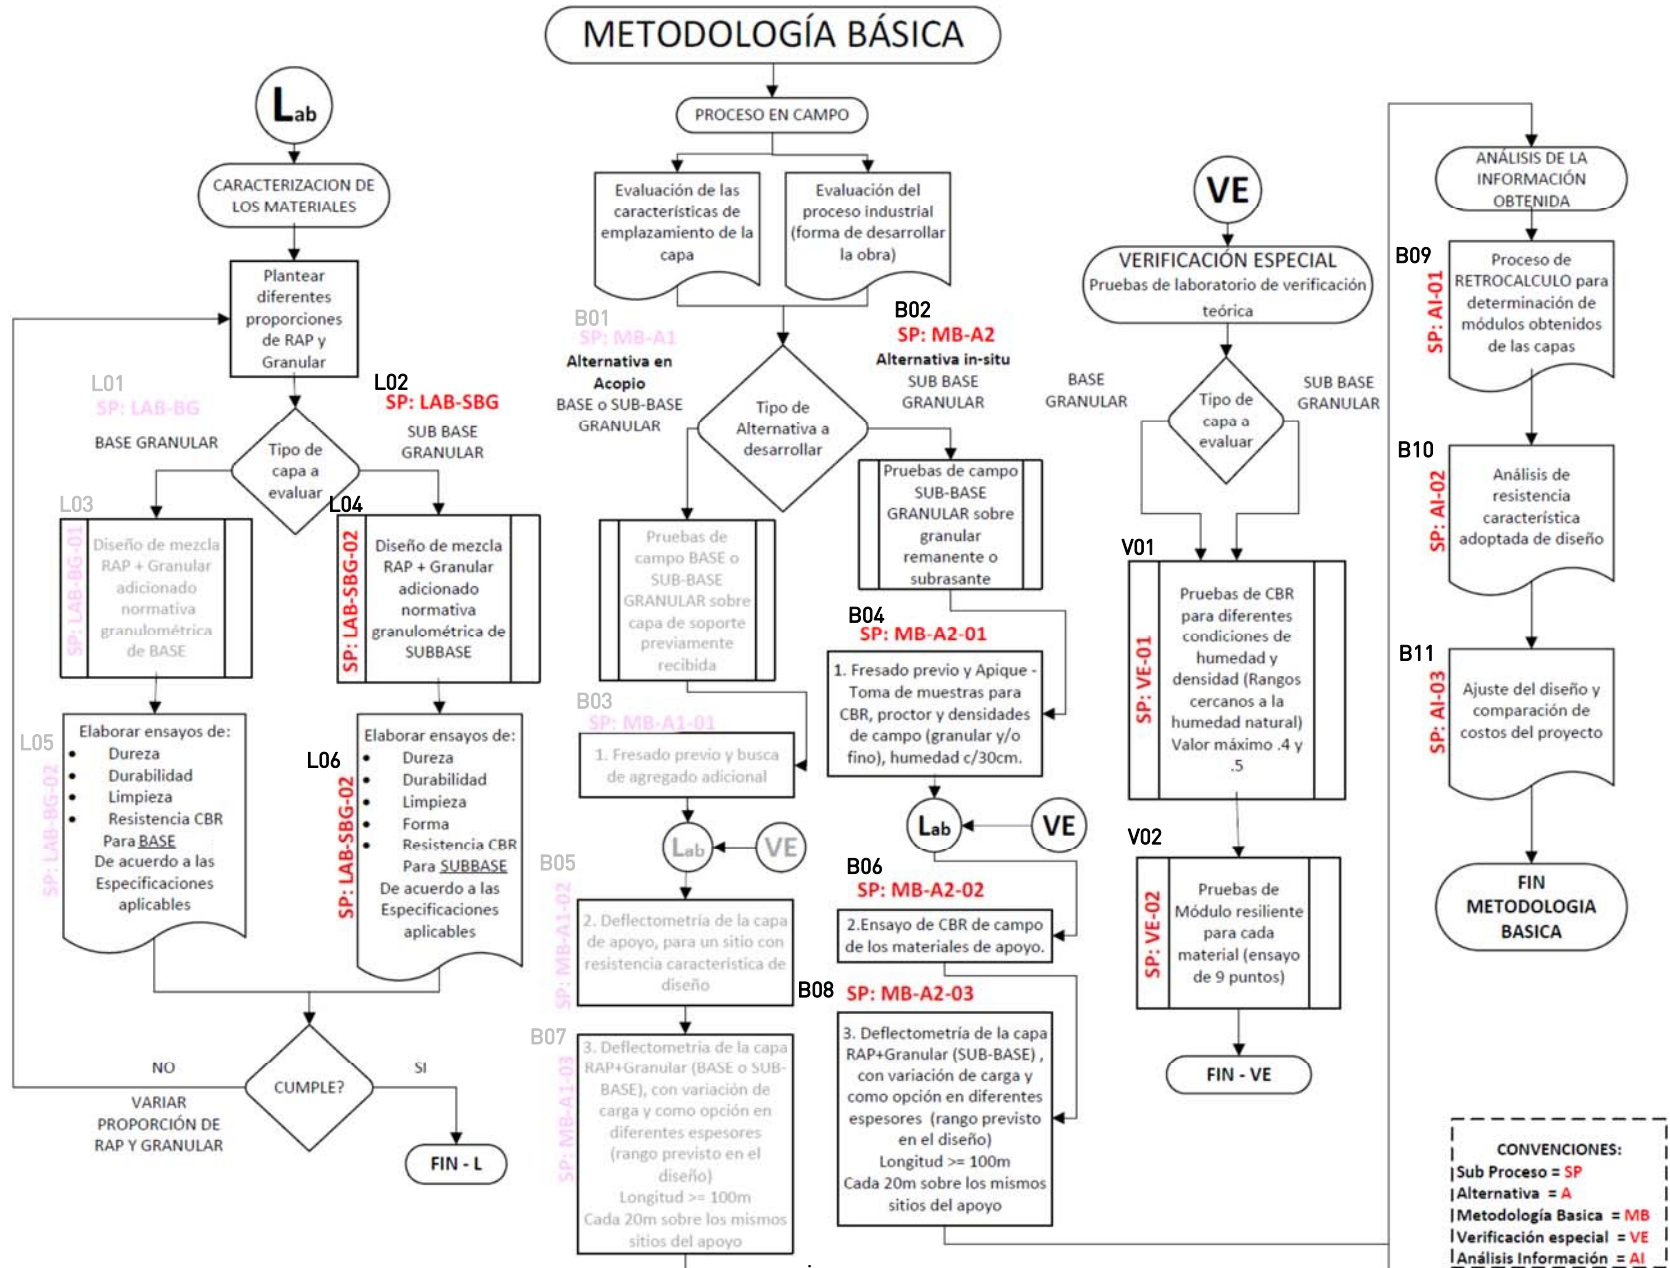 METODOLOGÍA BÁSICA
PROCESO EN CAMPO
Evaluación de las
características de
emplazamiento de la
capa
Evaluación del
proceso industrial
(forma de desarrollar
la obra)
B01
SP: MB-A1
Alternativa en
Acopio
BASE o SUB-BASE
GRANULAR
B02
SP: MB-A2
Alternativa in-situ
SUB BASE
GRANULAR
Tipo de
Alternativa a
desarrollar
Pruebas de
campo BASE o
SUB-BASE
GRANULAR sobre
capa de soporte
previamente
recibida
B03
SP: MB-A1-01
1. Fresado previo y busca
de agregado adicional
Lab
VE
B05
SP: MB-A1-02
2. Deflectometría de la capa
de apoyo, para un sitio con
resistencia característica de
diseño
B07
SP: MB-A1-03
3. Deflectometría de la capa
RAP+Granular (BASE o SUB-
BASE), con variación de
carga y como opción en
diferentes espesores
(rango previsto en el
diseño)
Longitud >= 100m
Cada 20m sobre los mismos
sitios del apoyo
Pruebas de campo
SUB-BASE
GRANULAR sobre
granular
remanente o
subrasante
B04
SP: MB-A2-01
1. Fresado previo y Apique -
Toma de muestras para
CBR, proctor y densidades
de campo (granular y/o
fino), humedad c/30cm.
Lab
VE
B06
SP: MB-A2-02
2.Ensayo de CBR de campo
de los materiales de apoyo.
B08
SP: MB-A2-03
3. Deflectometría de la capa
RAP+Granular (SUB-BASE) ,
con variación de carga y
como opción en diferentes
espesores (rango previsto
en el diseño)
Longitud >= 100m
Cada 20m sobre los mismos
sitios del apoyo
Lab
CARACTERIZACION DE
LOS MATERIALES
Plantear
diferentes
proporciones
de RAP y
Granular
L01
SP: LAB-BG
BASE GRANULAR
L02
SP: LAB-SBG
SUB BASE
GRANULAR
Tipo de
capa a
evaluar
L03
SP: LAB-BG-01
Diseño de mezcla
RAP + Granular
adicionado
normativa
granulométrica
de BASE
L04
SP: LAB-SBG-02
Diseño de mezcla
RAP + Granular
adicionado
normativa
granulométrica de
SUBBASE
L05
SP: LAB-BG-02
Elaborar ensayos de:
• Dureza
• Durabilidad
• Limpieza
• Resistencia CBR
Para BASE
De acuerdo a las
Especificaciones
aplicables
L06
SP: LAB-SBG-02
Elaborar ensayos de:
• Dureza
• Durabilidad
• Limpieza
• Forma
• Resistencia CBR
Para SUBBASE
De acuerdo a las
Especificaciones
aplicables
CUMPLE?
NO
VARIAR
PROPORCIÓN DE
RAP Y GRANULAR
SI
FIN - L
VE
VERIFICACIÓN ESPECIAL
Pruebas de laboratorio de verificación
teórica
BASE
GRANULAR
Tipo de
capa a
evaluar
SUB BASE
GRANULAR
V01
SP: VE-01
Pruebas de CBR
para diferentes
condiciones de
humedad y
densidad (Rangos
cercanos a la
humedad natural)
Valor máximo .4 y
.5
V02
SP: VE-02
Pruebas de
Módulo resiliente
para cada
material (ensayo
de 9 puntos)
FIN - VE
ANÁLISIS DE LA
INFORMACIÓN
OBTENIDA
B09
SP: AI-01
Proceso de
RETROCALCULO para
determinación de
módulos obtenidos
de las capas
B10
SP: AI-02
Análisis de
resistencia
característica
adoptada de diseño
B11
SP: AI-03
Ajuste del diseño y
comparación de
costos del proyecto
FIN
METODOLOGIA
BASICA
CONVENCIONES:
Sub Proceso = SP
Alternativa = A
Metodología Basica = MB
Verificación especial = VE
Análisis Información = AI